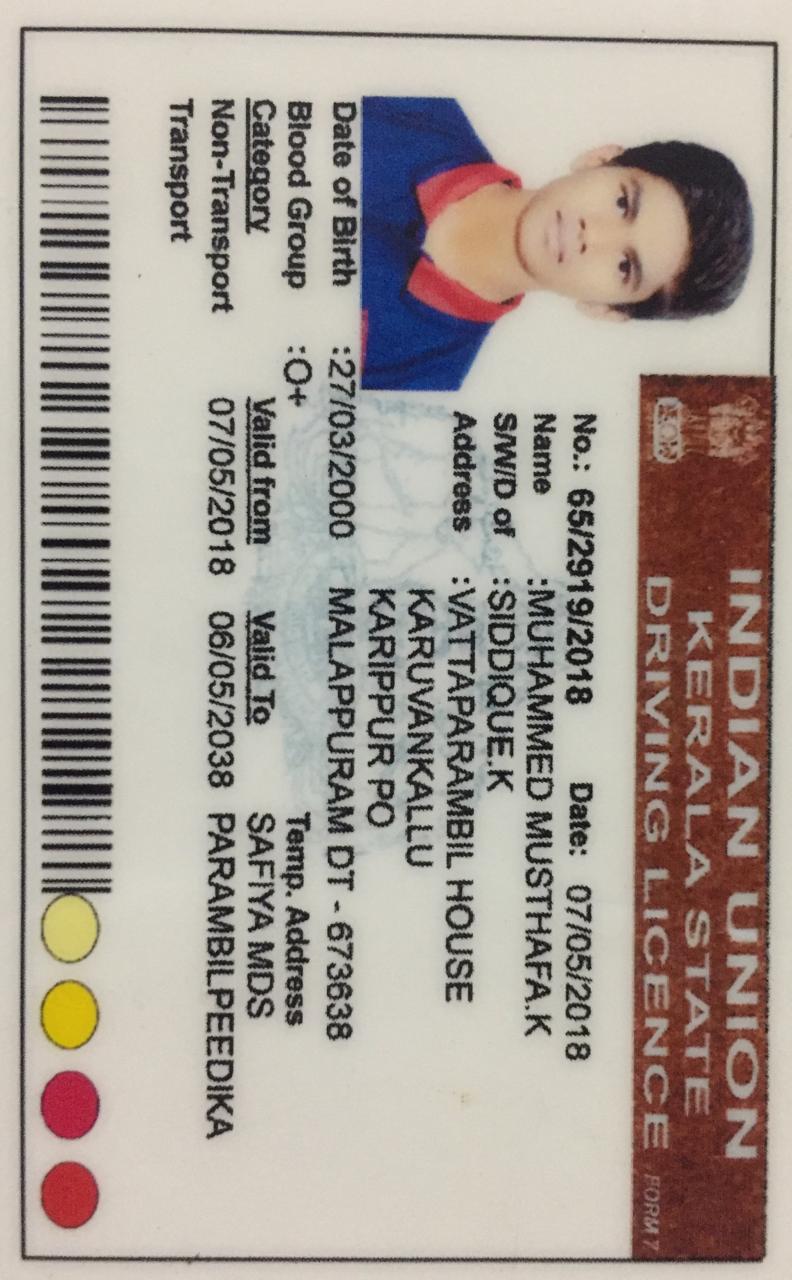 INDIAN UNION
KERALA STATE
DRIVING LICENCE FORM 7
No.: 65/2919/2018 Date: 07/05/2018
Name :MUHAMMED MUSTHAFA.K
S/W/D of :SIDDIQUE.K
Address :VATTAPARAMBIL HOUSE
KARUVANKALLU
KARIPPUR PO
Date of Birth :27/03/2000 MALAPPURAM DT - 673638
Blood Group :O+ Temp. Address
Category Valid from Valid To SAFIYA MDS
Non-Transport 07/05/2018 06/05/2038 PARAMBILPEEDIKA
Transport